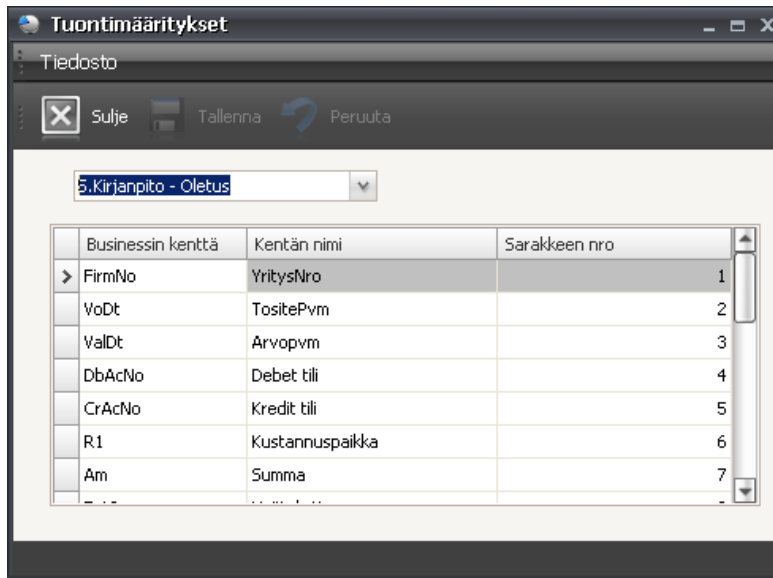 Tuontimääritykset
Tiedosto
Sulje Tallenna Peruuta
5.Kirjanpito - Oletus
Businessin kenttä Kentän nimi Sarakkeen nro
FirmNo YritysNro 1
VoDt TositePvm 2
ValDt Arvopvm 3
DbAcNo Debet tili 4
CrAcNo Kredit tili 5
R1 Kustannuspaikka 6
Am Summa 7